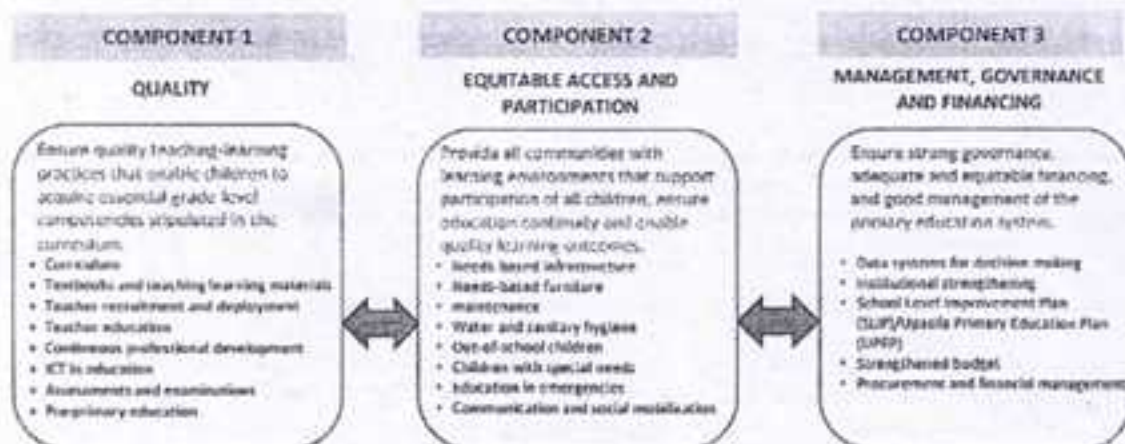 COMPONENT 1
QUALITY
Ensure quality teaching-learning
practices that enable children to
acquire essential grade-level
competencies stipulated in the
curriculum.
• Curriculum
• Textbooks and teaching learning materials
• Teacher recruitment and deployment
• Teacher education
• Continuous professional development
• ICT in education
• Assessments and examinations
• Pre-primary education
COMPONENT 2
EQUITABLE ACCESS AND
PARTICIPATION
Provide all communities with
learning environments that support
participation of all children, ensure
education continuity and enable
quality learning outcomes.
• Needs based infrastructure
• Needs-based furniture
• maintenance
• Water and sanitary hygiene
• Out-of-school children
• Children with special needs
• Education in emergencies
• Communication and social mobilisation
COMPONENT 3
MANAGEMENT, GOVERNANCE
AND FINANCING
Ensure strong governance,
adequate and equitable financing,
and good management of the
primary education system.
• Data systems for decision making
• Institutional strengthening
• School Level Improvement Plan
(SLIP)/Upazila Primary Education Plan
(UPEP)
• Strengthened budget
• Procurement and financial management